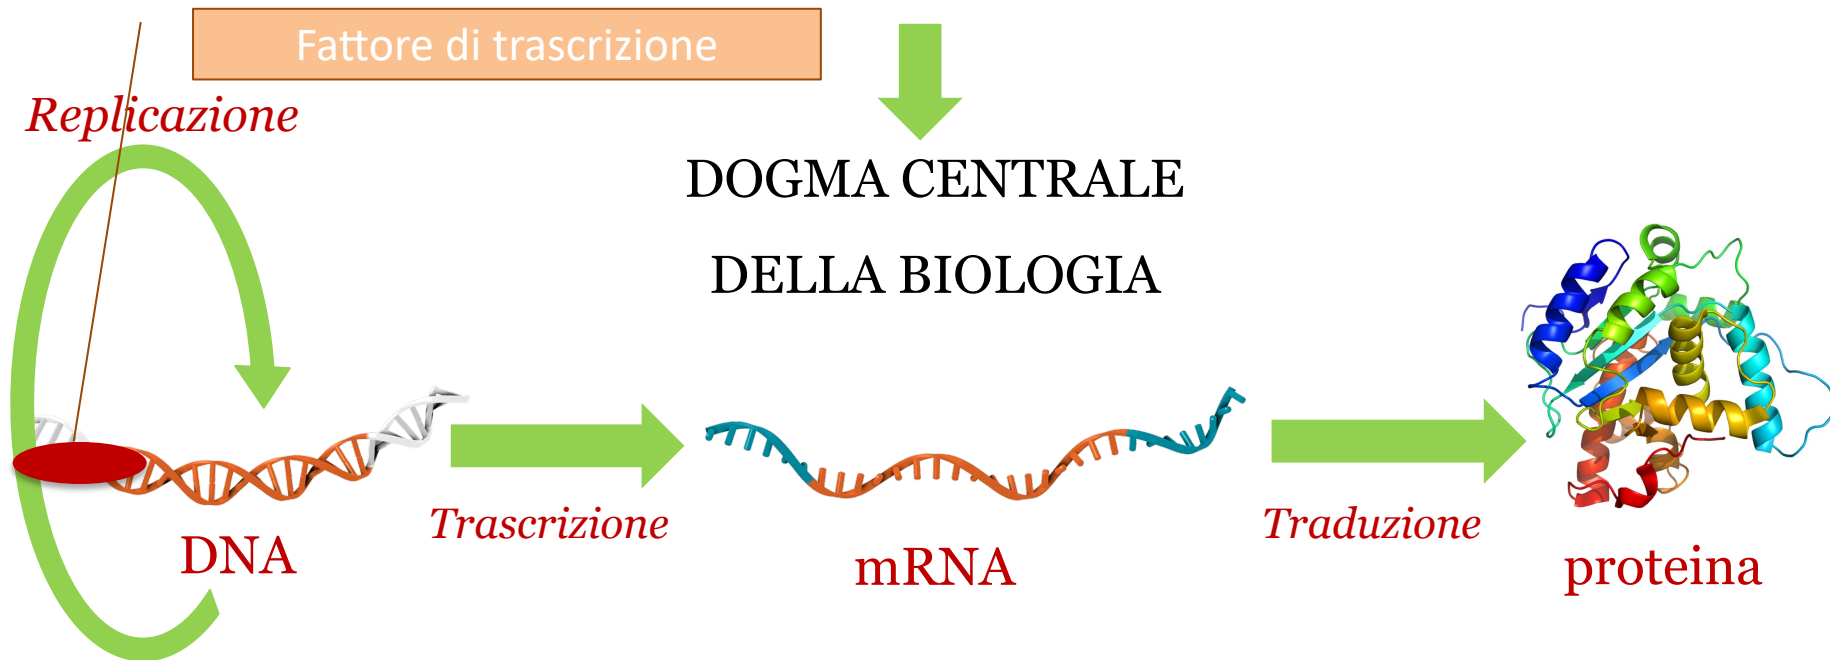 Fattore di trascrizione
Replicazione
DOGMA CENTRALE
DELLA BIOLOGIA
Trascrizione
Traduzione
DNA
mRNA
proteina